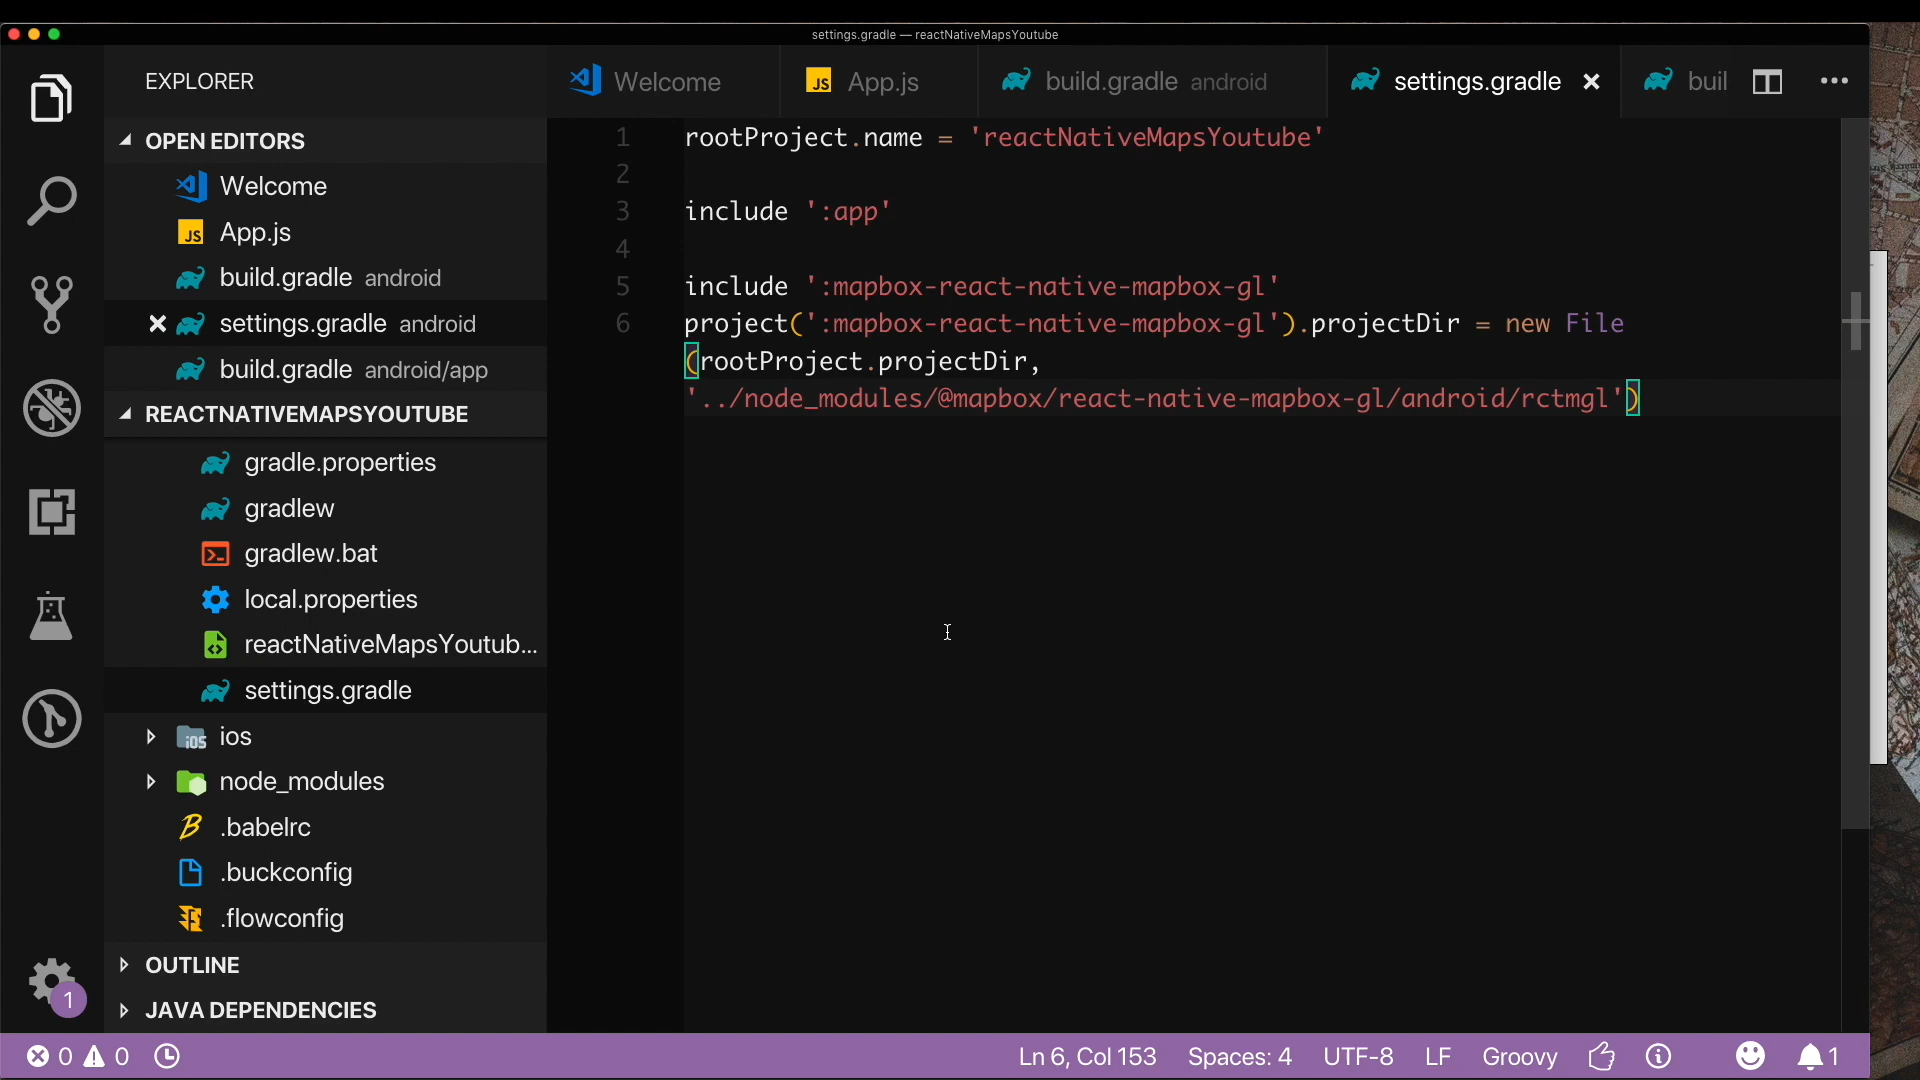 settings.gradle — reactNativeMapsYoutube
EXPLORER
Welcome
JS App.js
build.gradle android
settings.gradle
buil
OPEN EDITORS
Welcome
JS App.js
build.gradle android
settings.gradle android
build.gradle android/app
REACTNATIVEMAPSYOUTUBE
gradle.properties
gradlew
gradlew.bat
local.properties
reactNativeMapsYoutub...
settings.gradle
iOS ios
node_modules
.babelrc
.buckconfig
.flowconfig
OUTLINE
JAVA DEPENDENCIES
1 rootProject.name = 'reactNativeMapsYoutube'
2
3 include ':app'
4
5 include ':mapbox-react-native-mapbox-gl'
6 project(':mapbox-react-native-mapbox-gl').projectDir = new File
(rootProject.projectDir,
'../node_modules/@mapbox/react-native-mapbox-gl/android/rctmgl')
1
0 0 Ln 6, Col 153 Spaces: 4 UTF-8 LF Groovy 1